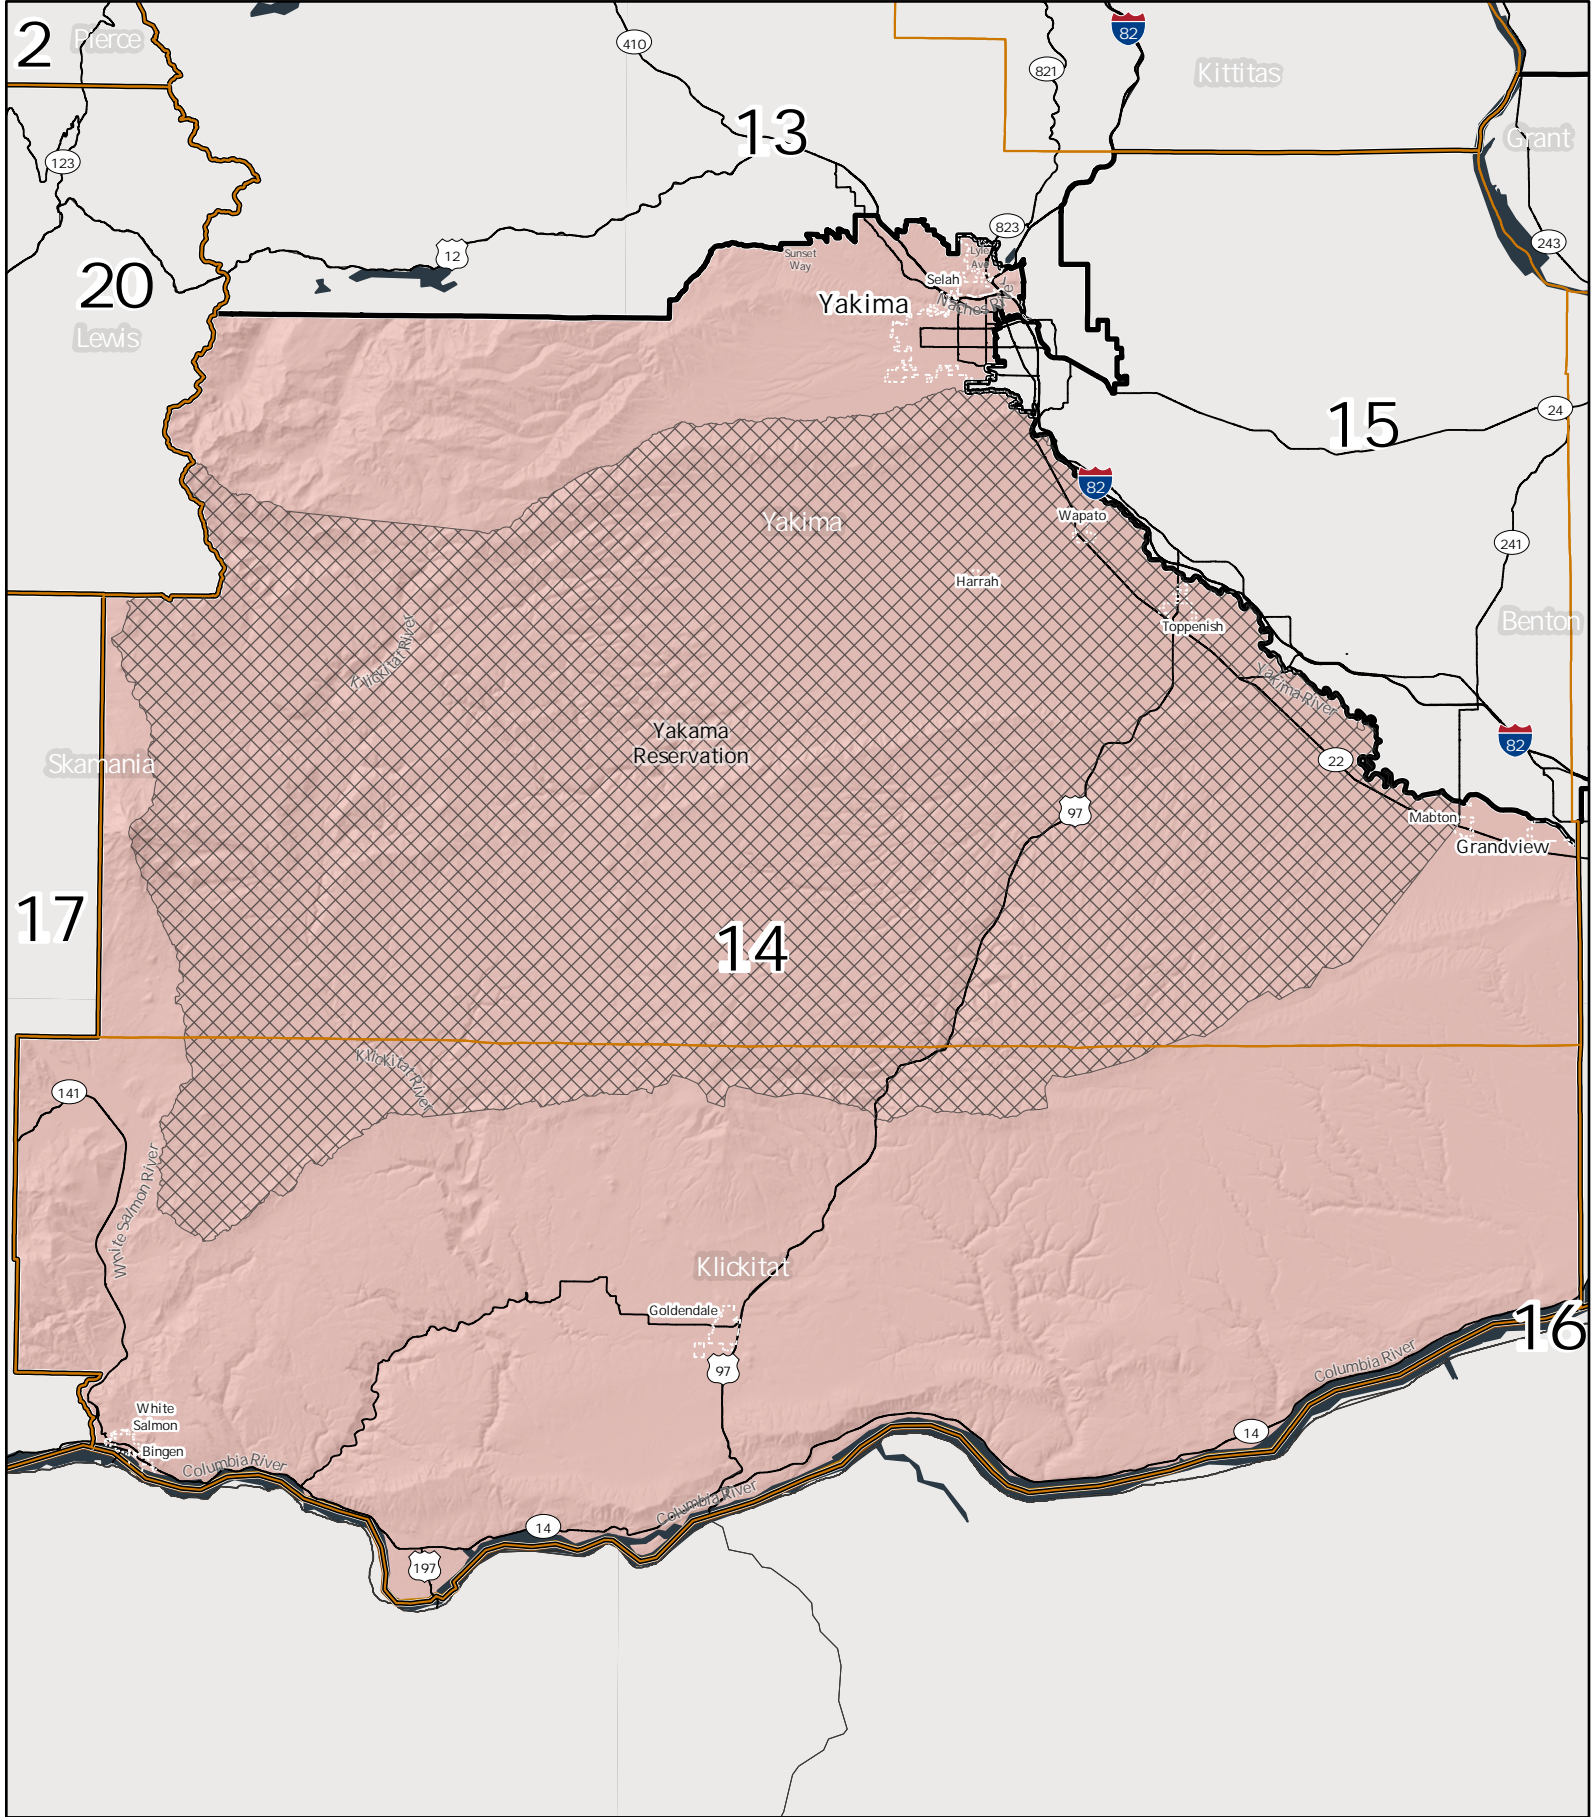 2
Pierce
410
82
821
Kittitas
13
Grant
123
823
243
12
20
Lewis
Sunset
Way
Lyle
Ave
Selah
Yakima
Naches
24
15
82
Wapato
Yakima
241
Harrah
Toppenish
Benton
Klickitat River
Yakima River
Yakama
Reservation
Skamania
82
22
97
Mabton
Grandview
17
14
Klickitat River
141
White Salmon River
Klickitat
Goldendale
16
Columbia River
97
White
Salmon
Bingen
Columbia River
14
Columbia River
14
197